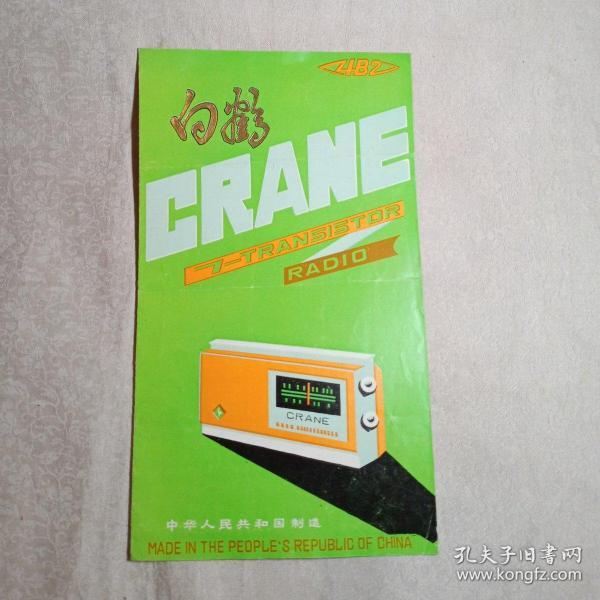 4B2
白鹤
CRANE
7-TRANSISTOR
RADIO
CRANE
中华人民共和国制造
MADE IN THE PEOPLE'S REPUBLIC OF CHINA
孔夫子旧书网
www.kongfz.com